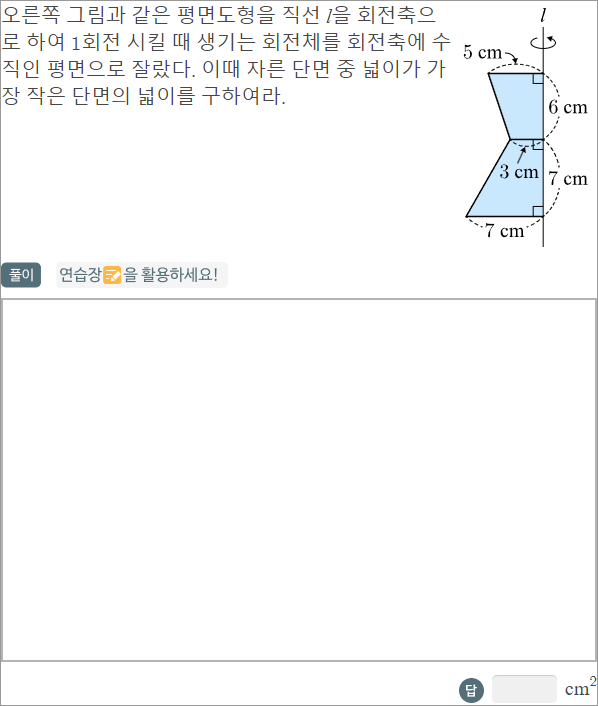 오른쪽 그림과 같은 평면도형을 직선 l을 회전축으
로 하여 1회전 시킬 때 생기는 회전체를 회전축에 수
직인 평면으로 잘랐다. 이때 자른 단면 중 넓이가 가
장 작은 단면의 넓이를 구하여라.
l
5 cm
6 cm
3 cm
7 cm
7 cm
풀이 연습장을 활용하세요!
답 cm²